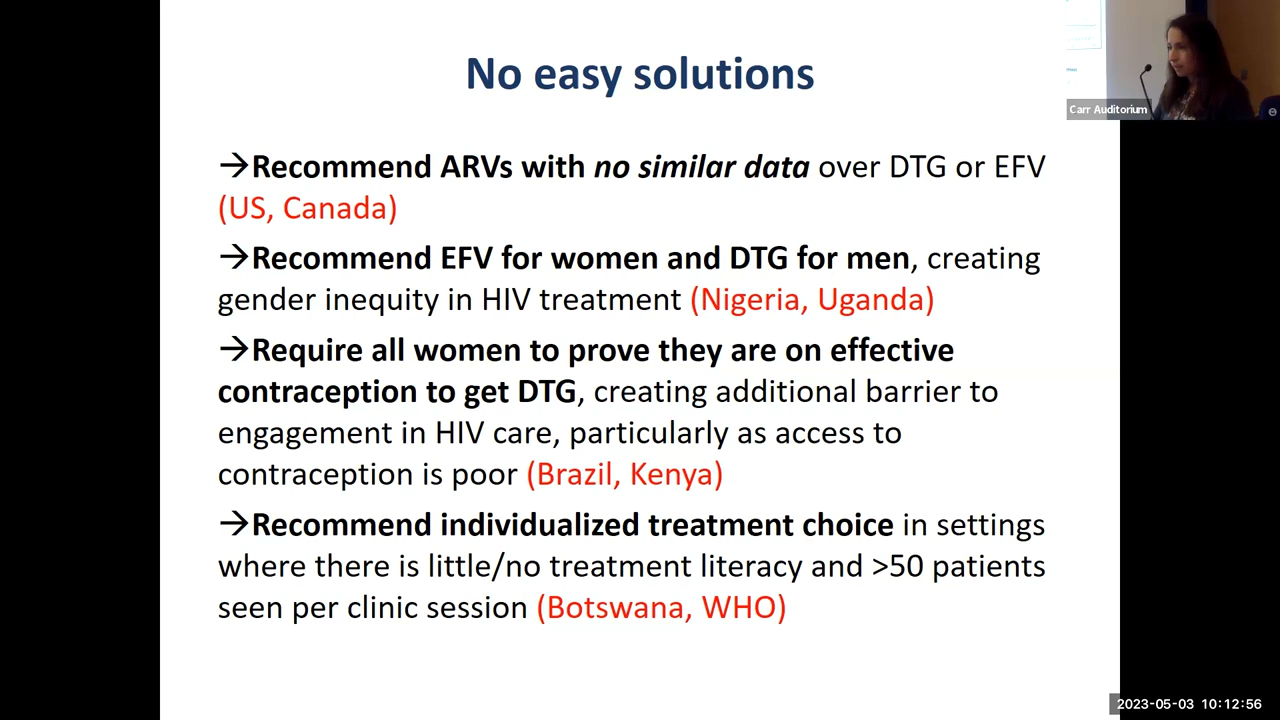 No easy solutions
Carr Auditorium
→Recommend ARVs with no similar data over DTG or EFV
(US, Canada)
→Recommend EFV for women and DTG for men, creating
gender inequity in HIV treatment (Nigeria, Uganda)
→Require all women to prove they are on effective
contraception to get DTG, creating additional barrier to
engagement in HIV care, particularly as access to
contraception is poor (Brazil, Kenya)
→Recommend individualized treatment choice in settings
where there is little/no treatment literacy and >50 patients
seen per clinic session (Botswana, WHO)
2023-05-03 10:12:56